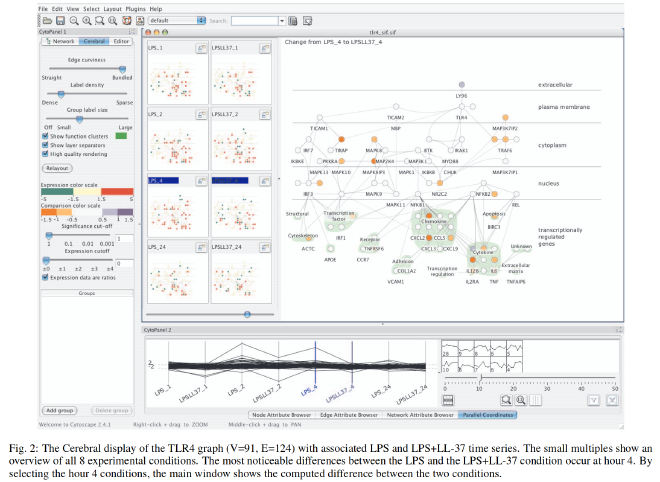 File Edit View Select Layout Plugins Help
default
Search:
CytoPanel 1
tlr4_sif.cif
Network Cerebral Editor
Edge curviness
Straight Bundled
Label density
Dense Sparse
Group label size
Off Small Large
Show function clusters
Show layer separators
High quality rendering
Relayout
Expression color scale
-5 -1.5 1.5 5
Comparison color scale
-1.5 -1 -0.5 0.5 1 1.5
Significance cut-off
1 0.1 0.01 0.001
1
Expression cutoff
±0 ±1 ±2 ±3 ±4
0
Expression data are ratios
Groups
Add group Delete group
LPS_1 LPSLL37_1
LPS_2 LPSLL37_2
LPS_4
LPS_24 LPSLL37_24
Change from LPS_4 to LPSLL37_4
extracellular
LY96
plasma membrane
TICAM2 TLR4
TICAM1 NBP MAP3K7IP2
cytoplasm
IRF7 TIRAP MAPK8 BTK IRAK1 TRAF6
IKBKE PKKRA MAP2K4 MAP3K1 MYD88
MAPK13 MAPK10 MAPK8IP3 MAPK3 IKBKB CHUK MAP3K7IP1
nucleus
IRF3 MAPK9 NR2C2 NFKB2
MAPK11 NFKB1 REL
Structural Transcription factor Chemokine Apoptosis
transcriptionally regulated genes
BIRC3
Cytoskeleton IRF1 CXCL2 CCL5
ACTC Receptor CXCL3 CXCL9 Unknown
APOE TNFRSF6 Cytokine
CCR7 Adhesion Extracellular matrix
COL1A2 Transcription regulation IL12B IL6
VCAM1 IL2RA TNF TNFAIP6
CytoPanel 2
LPS_1 LPSLL37_1 LPS_2 LPSLL37_2 LPS_4 LPSLL37_4 LPS_24 LPSLL37_24
0 10 20 30 40 50
Node Attribute Browser Edge Attribute Browser Network Attribute Browser Parallel Coordinates
Welcome to Cytoscape 2.4.1 Right-click + drag to ZOOM Middle-click + drag to PAN
Fig. 2: The Cerebral display of the TLR4 graph (V=91, E=124) with associated LPS and LPS+LL-37 time series. The small multiples show an
overview of all 8 experimental conditions. The most noticeable differences between the LPS and the LPS+LL-37 condition occur at hour 4. By
selecting the hour 4 conditions, the main window shows the computed difference between the two conditions.